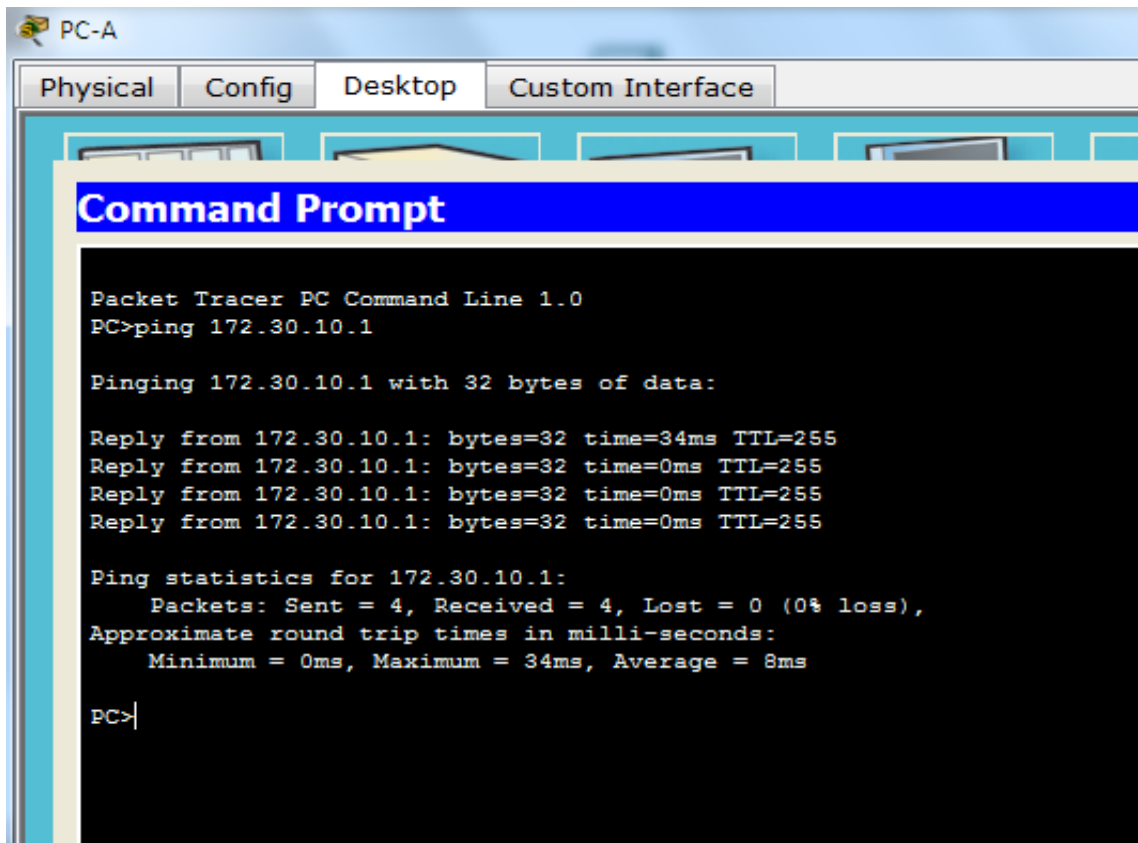 PC-A
Physical Config Desktop Custom Interface
Command Prompt
Packet Tracer PC Command Line 1.0
PC>ping 172.30.10.1
Pinging 172.30.10.1 with 32 bytes of data:
Reply from 172.30.10.1: bytes=32 time=34ms TTL=255
Reply from 172.30.10.1: bytes=32 time=0ms TTL=255
Reply from 172.30.10.1: bytes=32 time=0ms TTL=255
Reply from 172.30.10.1: bytes=32 time=0ms TTL=255
Ping statistics for 172.30.10.1:
    Packets: Sent = 4, Received = 4, Lost = 0 (0% loss),
Approximate round trip times in milli-seconds:
    Minimum = 0ms, Maximum = 34ms, Average = 8ms
PC>